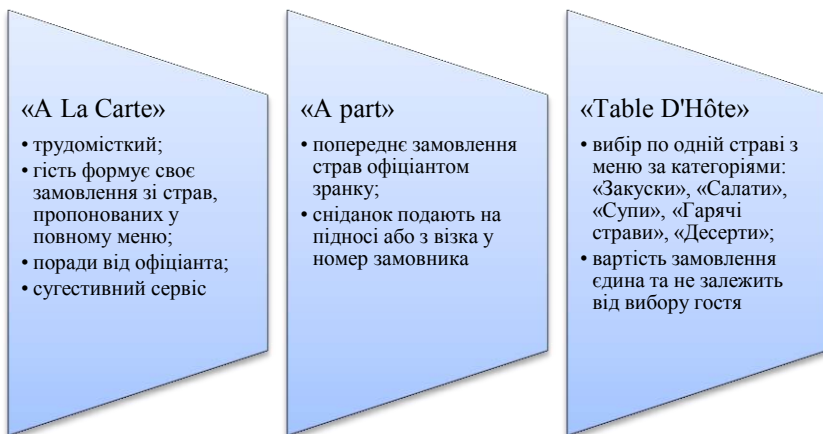 «A La Carte»
• трудомісткий;
• гість формує своє
замовлення зі страв,
пропонованих у
повному меню;
• поради від офіціанта;
• сугестивний сервіс
«A part»
• попереднє замовлення
страв офіціантом
зранку;
• сніданок подають на
підносі або з візка у
номер замовника
«Table D'Hôte»
• вибір по одній страві з
меню за категоріями:
«Закуски», «Салати»,
«Супи», «Гарячі
страви», «Десерти»;
• вартість замовлення
єдина та не залежить
від вибору гостя